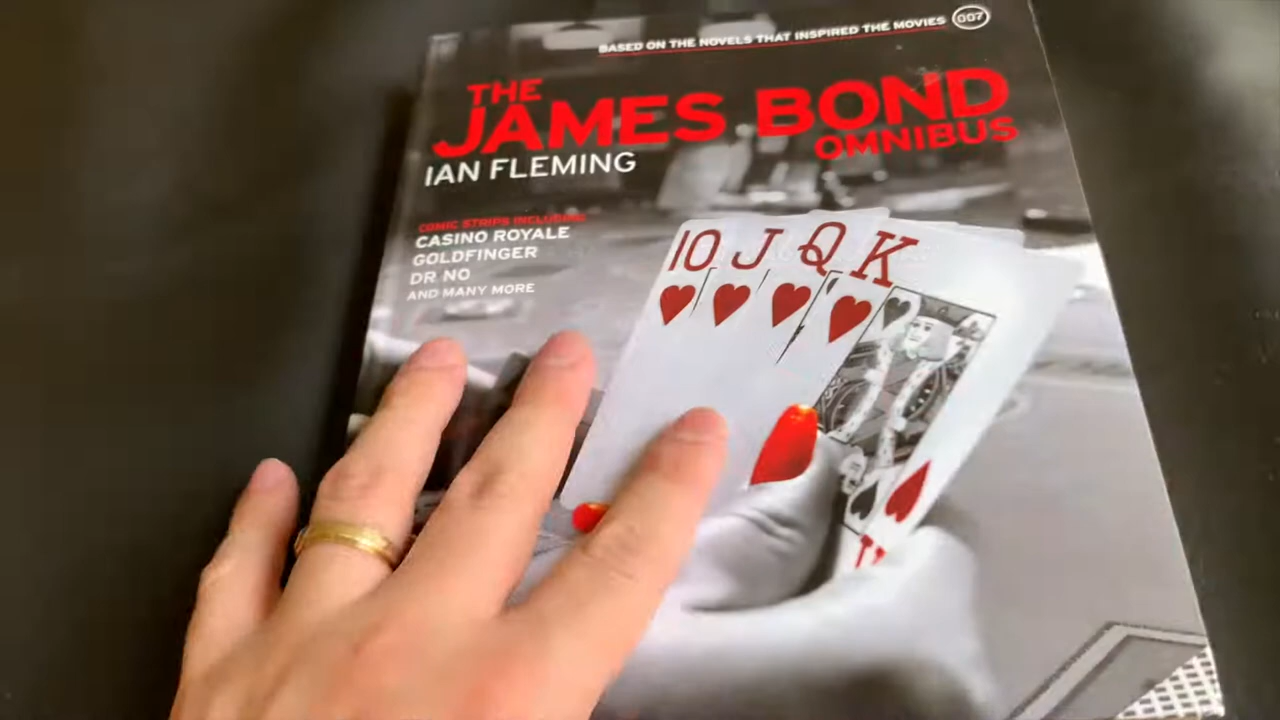 BASED ON THE NOVELS THAT INSPIRED THE MOVIES 007
THE
JAMES BOND
OMNIBUS
IAN FLEMING
COMIC STRIPS INCLUDING
CASINO ROYALE
GOLDFINGER
DR NO
AND MANY MORE
10 J Q K